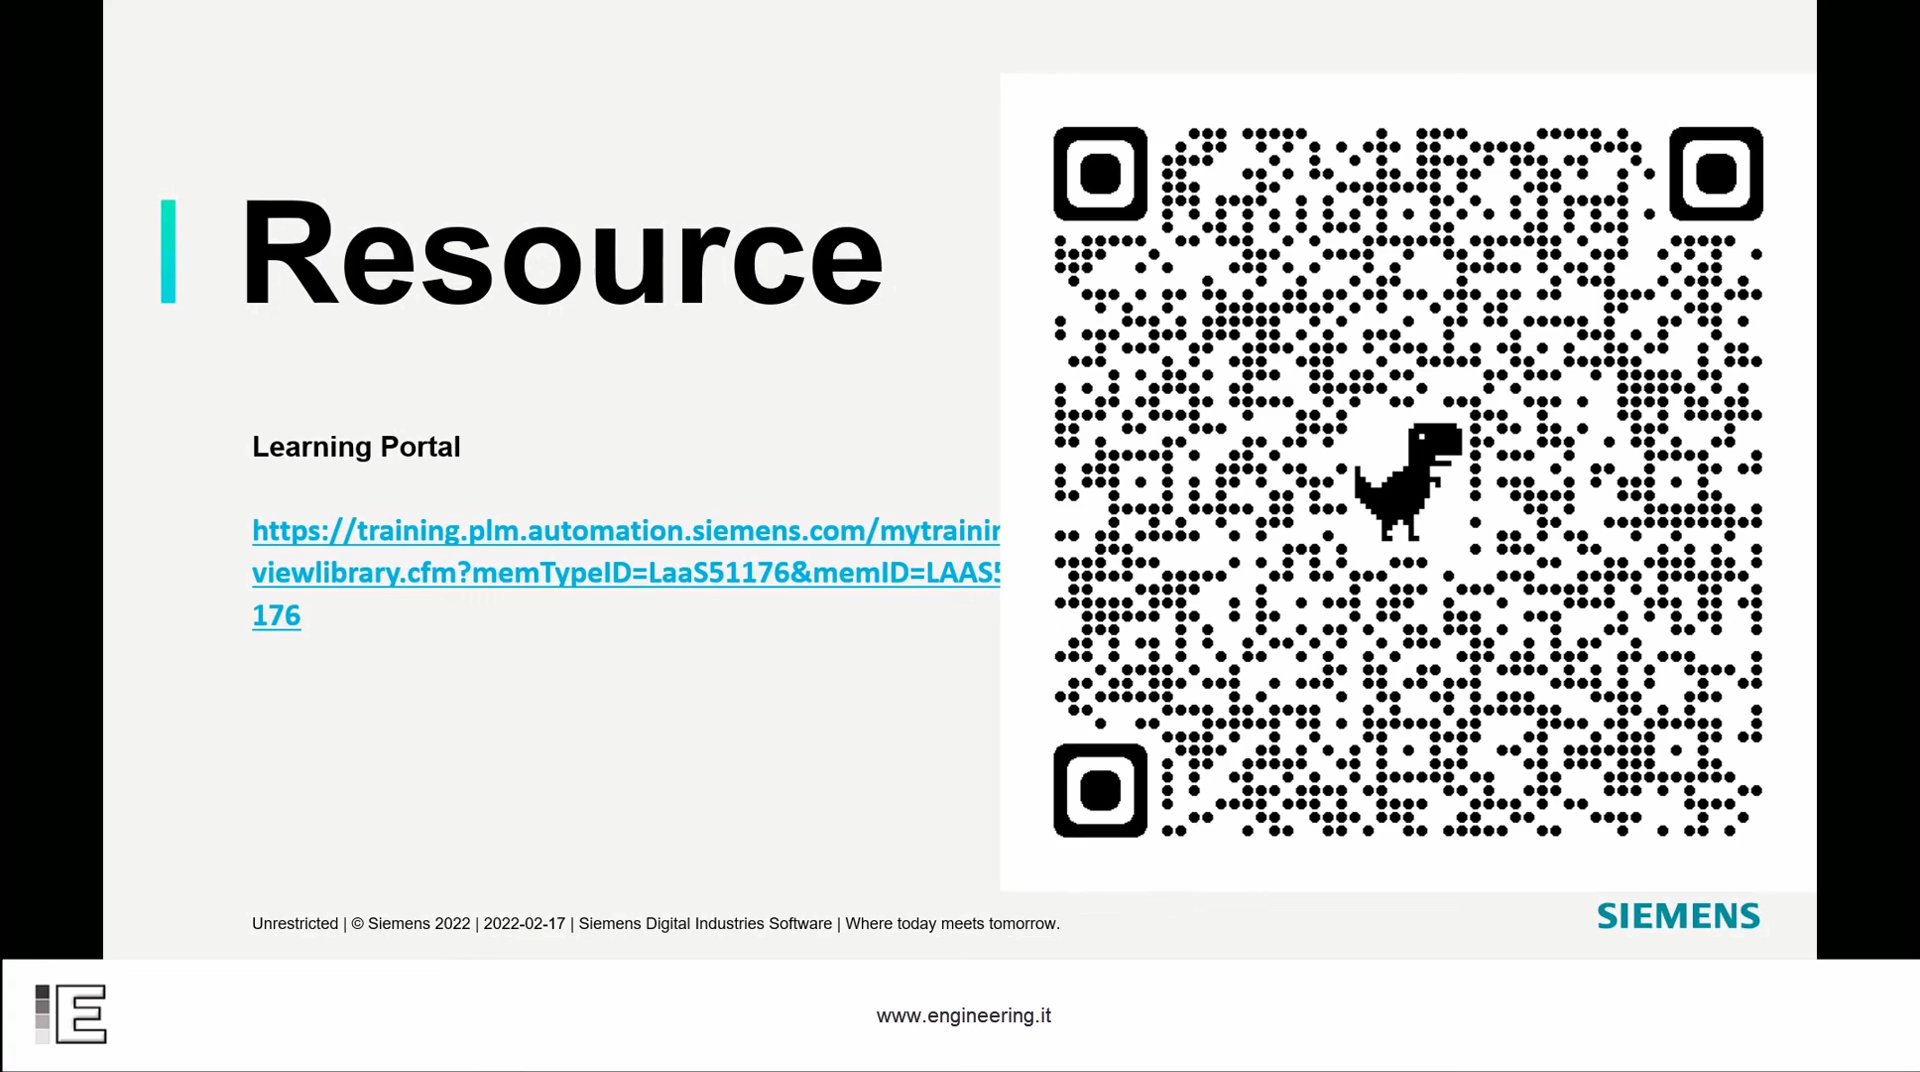 Resource
Learning Portal
https://training.plm.automation.siemens.com/mytrainin
viewlibrary.cfm?memTypeID=LaaS51176&memID=LAAS5
176
Unrestricted | © Siemens 2022 | 2022-02-17 | Siemens Digital Industries Software | Where today meets tomorrow.
SIEMENS
E
www.engineering.it